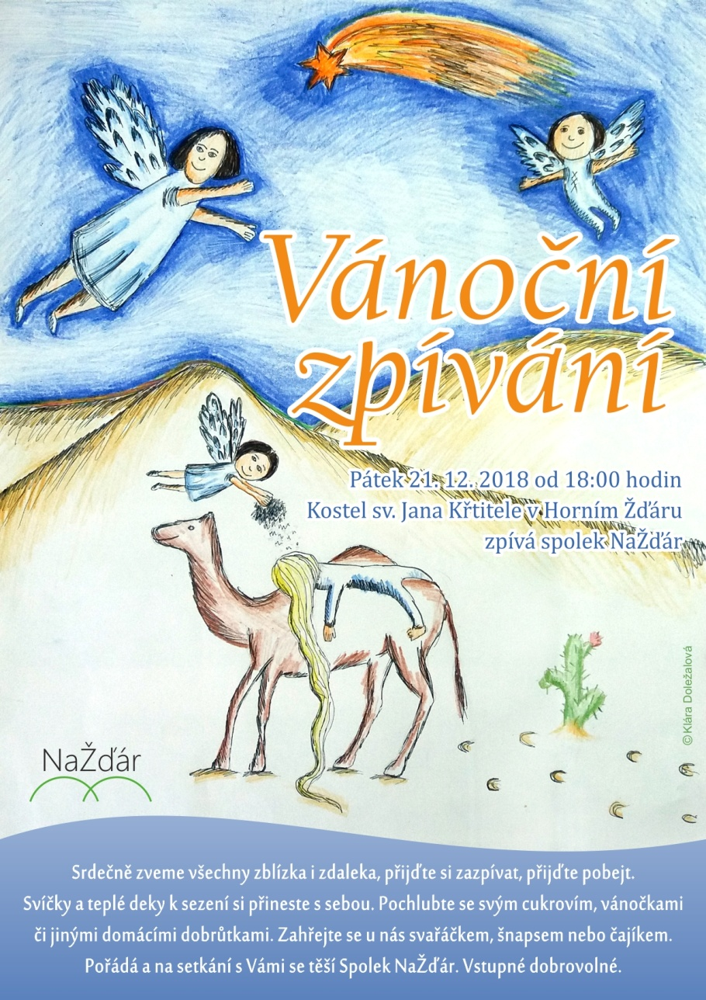 Vánoční
zpívání
Pátek 21. 12. 2018 od 18:00 hodin
Kostel sv. Jana Křtitele v Horním Žďáru
zpívá spolek NaŽďár
©Klára Doležalová
NaŽďár
Srdečně zveme všechny zblízka i zdaleka, přijďte si zazpívat, přijďte pobejt.
Svíčky a teplé deky k sezení si přineste s sebou. Pochlubte se svým cukrovím, vánočkami
či jinými domácími dobrůtkami. Zahřejte se u nás svařáčkem, šnapsem nebo čajíkem.
Pořádá a na setkání s Vámi se těší Spolek NaŽďár. Vstupné dobrovolné.